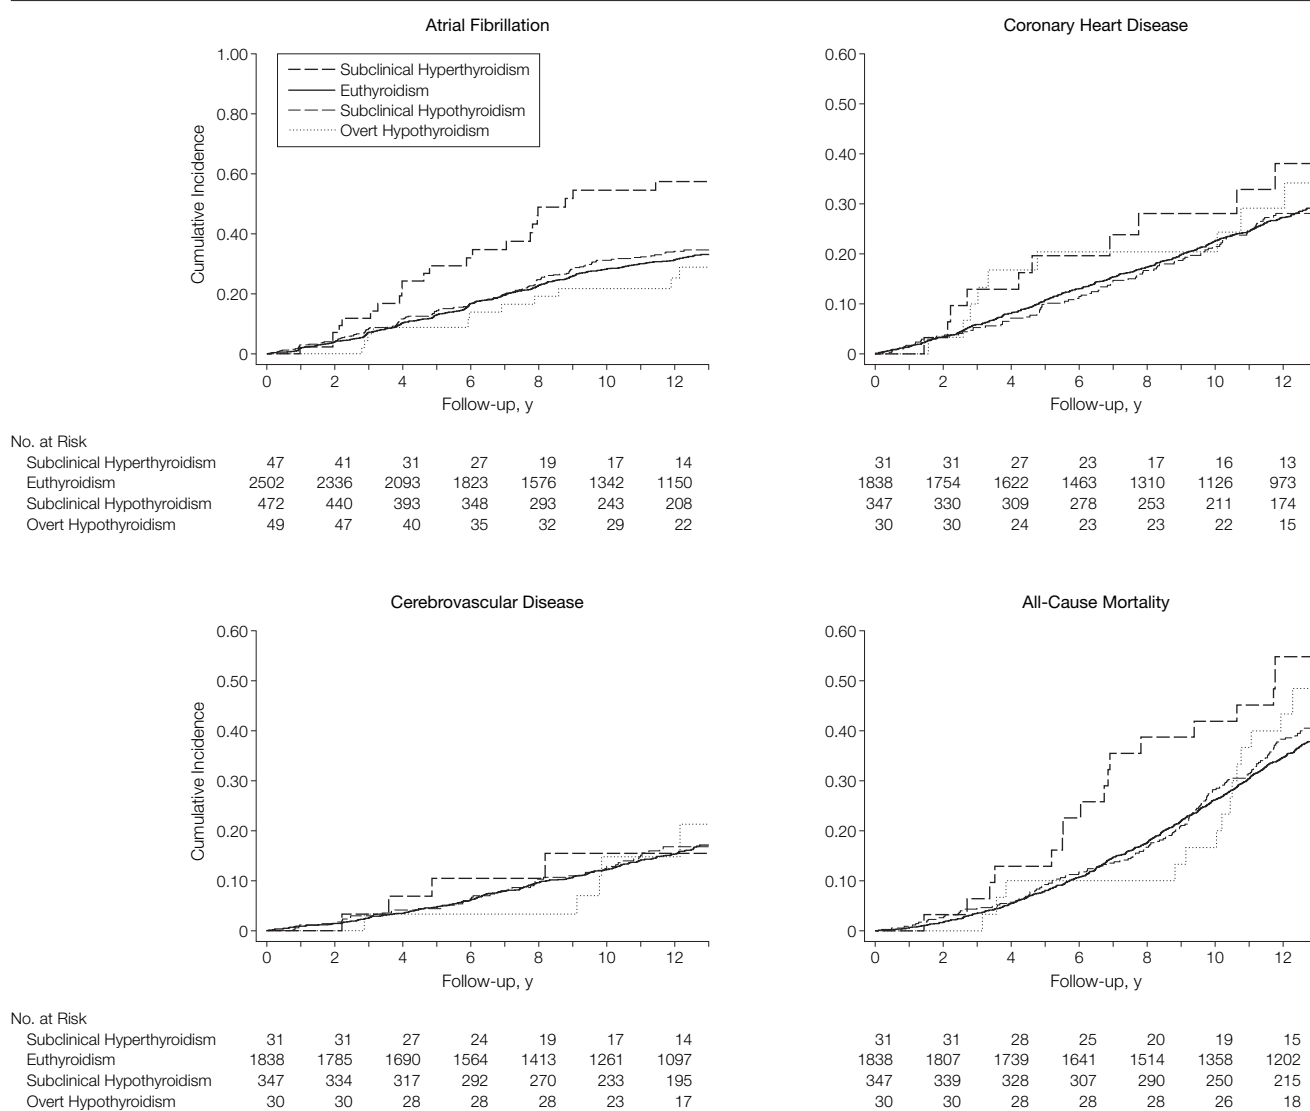 Atrial Fibrillation
1.00
0.80
0.60
0.40
0.20
0
Cumulative Incidence
Subclinical Hyperthyroidism
Euthyroidism
Subclinical Hypothyroidism
Overt Hypothyroidism
0 2 4 6 8 10 12
Follow-up, y
Coronary Heart Disease
0.60
0.50
0.40
0.30
0.20
0.10
0
0 2 4 6 8 10 12
Follow-up, y
No. at Risk
Subclinical Hyperthyroidism 47 41 31 27 19 17 14 31 31 27 23 17 16 13
Euthyroidism 2502 2336 2093 1823 1576 1342 1150 1838 1754 1622 1463 1310 1126 973
Subclinical Hypothyroidism 472 440 393 348 293 243 208 347 330 309 278 253 211 174
Overt Hypothyroidism 49 47 40 35 32 29 22 30 30 24 23 23 22 15
Cerebrovascular Disease
0.60
0.50
0.40
0.30
0.20
0.10
0
Cumulative Incidence
0 2 4 6 8 10 12
Follow-up, y
All-Cause Mortality
0.60
0.50
0.40
0.30
0.20
0.10
0
0 2 4 6 8 10 12
Follow-up, y
No. at Risk
Subclinical Hyperthyroidism 31 31 27 24 19 17 14 31 31 28 25 20 19 15
Euthyroidism 1838 1785 1690 1564 1413 1261 1097 1838 1807 1739 1641 1514 1358 1202
Subclinical Hypothyroidism 347 334 317 292 270 233 195 347 339 328 307 290 250 215
Overt Hypothyroidism 30 30 28 28 28 23 17 30 30 28 28 28 26 18